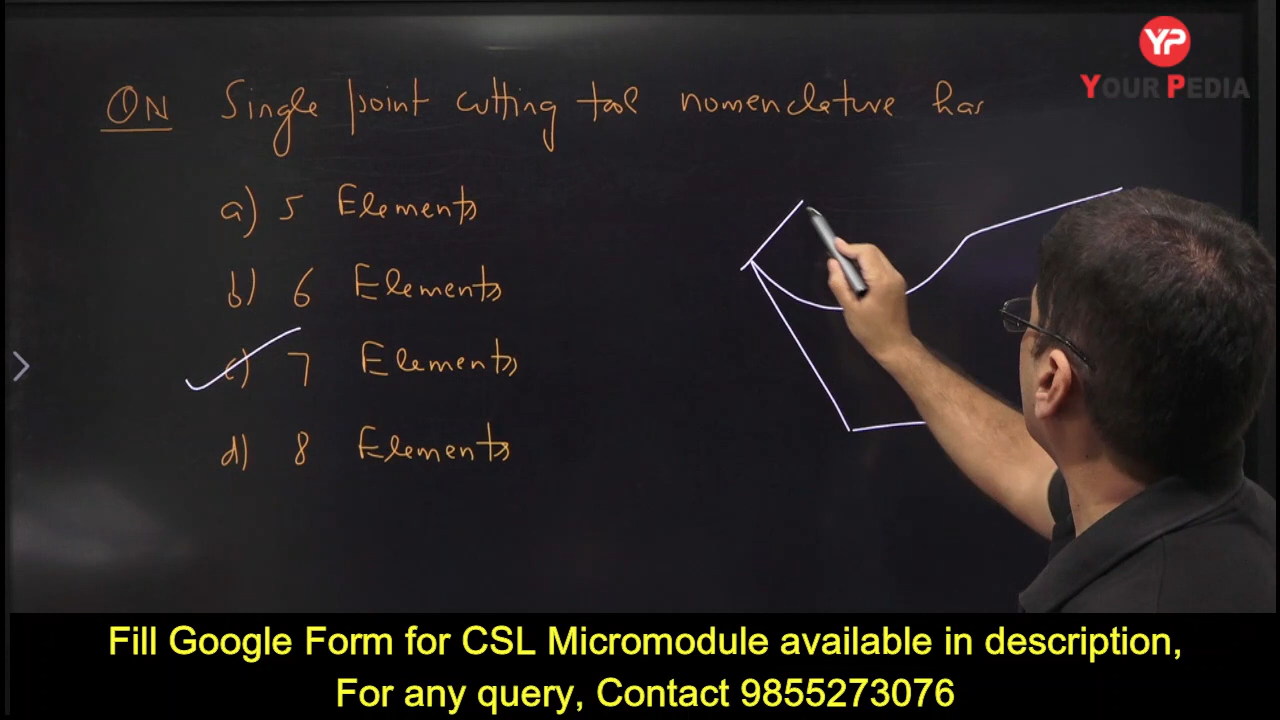 YP
YOUR PEDIA
QN Single point cutting tool nomenclature has
a) 5 Elements
b) 6 Elements
c) 7 Elements
d) 8 Elements
Fill Google Form for CSL Micromodule available in description,
For any query, Contact 9855273076